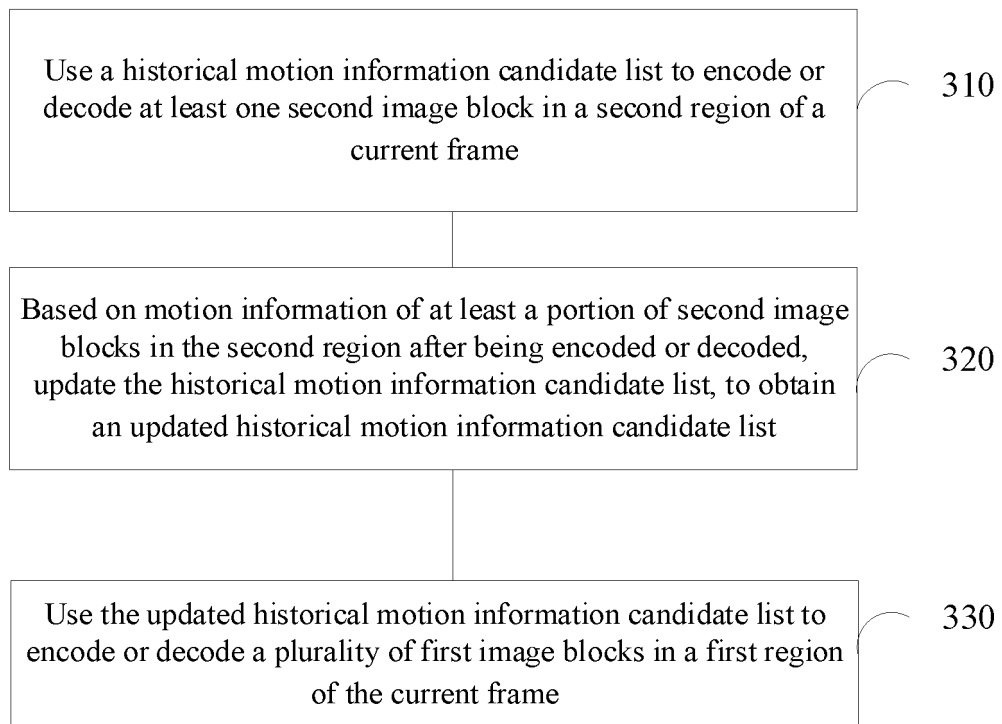 Use a historical motion information candidate list to encode or
decode at least one second image block in a second region of a
current frame
310
Based on motion information of at least a portion of second image
blocks in the second region after being encoded or decoded,
update the historical motion information candidate list, to obtain
an updated historical motion information candidate list
320
Use the updated historical motion information candidate list to
encode or decode a plurality of first image blocks in a first region
of the current frame
330